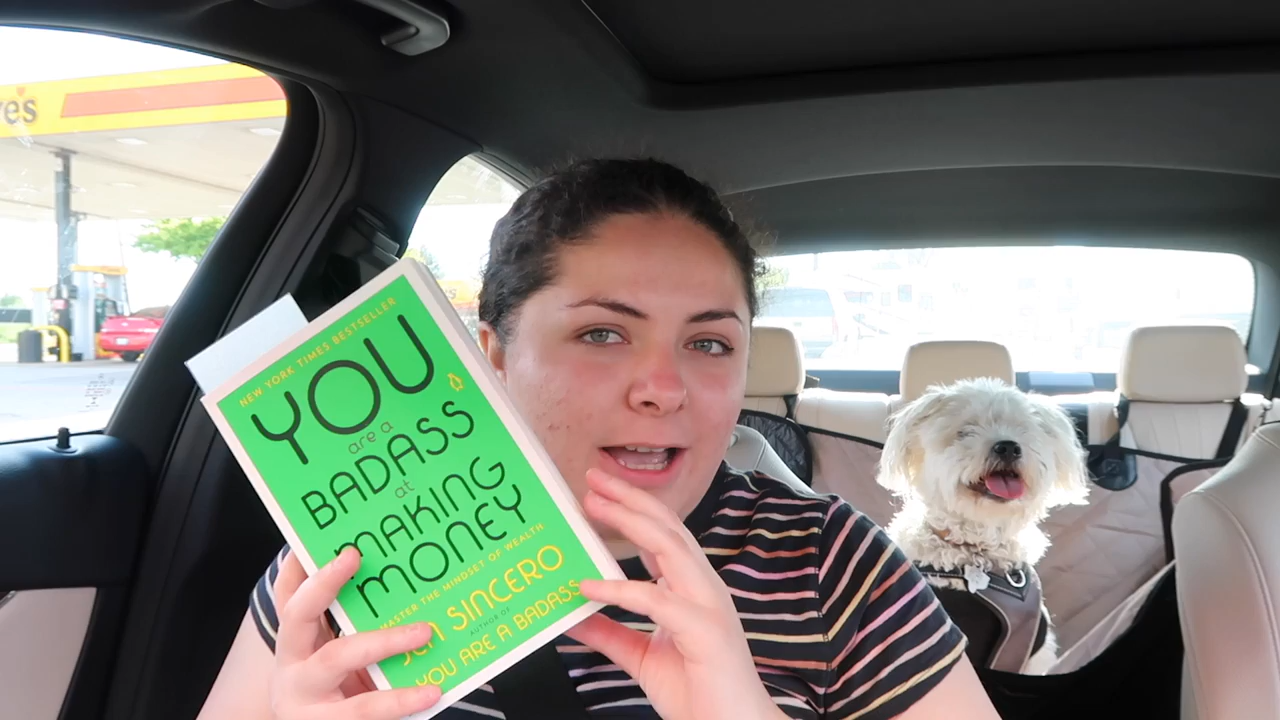 ve's
NEW YORK TIMES BESTSELLER
YOU
are a
BADASS
at
MAKING
MONEY
MASTER THE MINDSET OF WEALTH
JEN SINCERO
AUTHOR OF
YOU ARE A BADASS